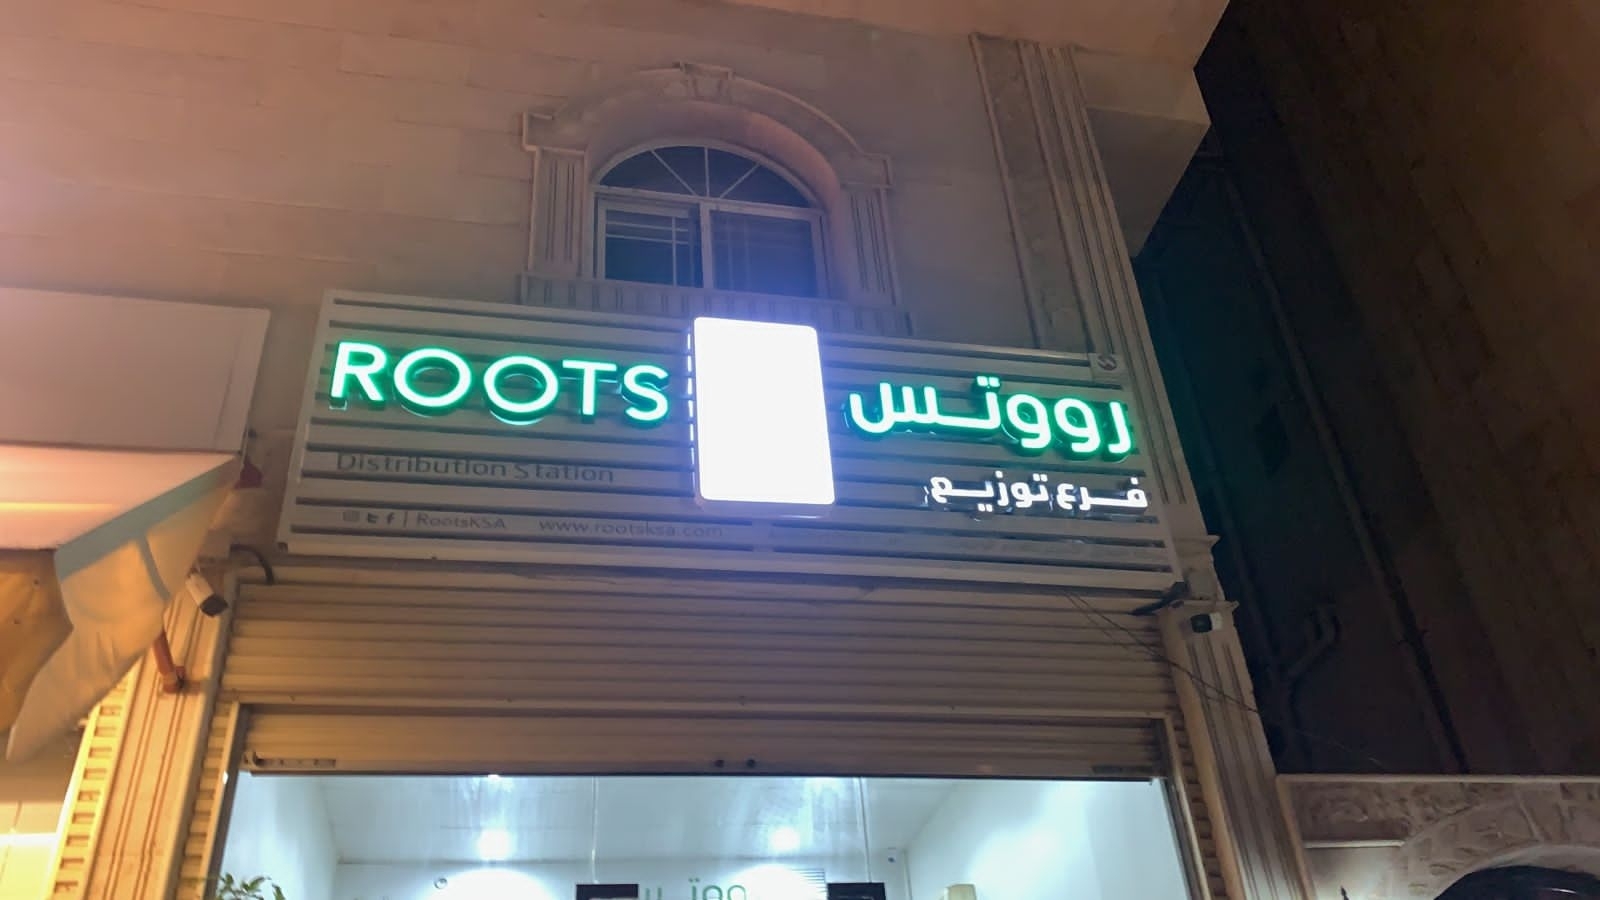 ROOTS
رووتس
Distribution Station
فرع توزيع
RootsKSA www.rootsksa.com